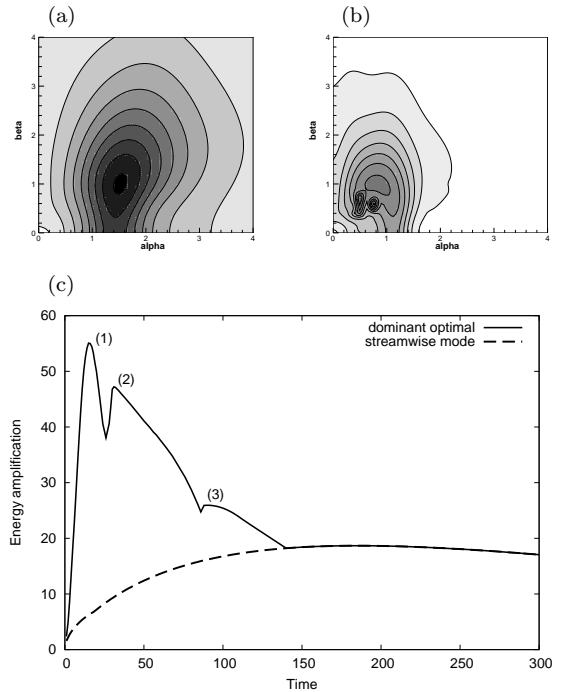 (a) (b)
4 4
3 3
beta beta
2 2
1 1
0 0
0 1 2 3 4 0 1 2 3 4
alpha alpha
(c)
60
dominant optimal
(1)
streamwise mode
50
(2)
40
Energy amplification
30
(3)
20
10
0
0 50 100 150 200 250 300
Time